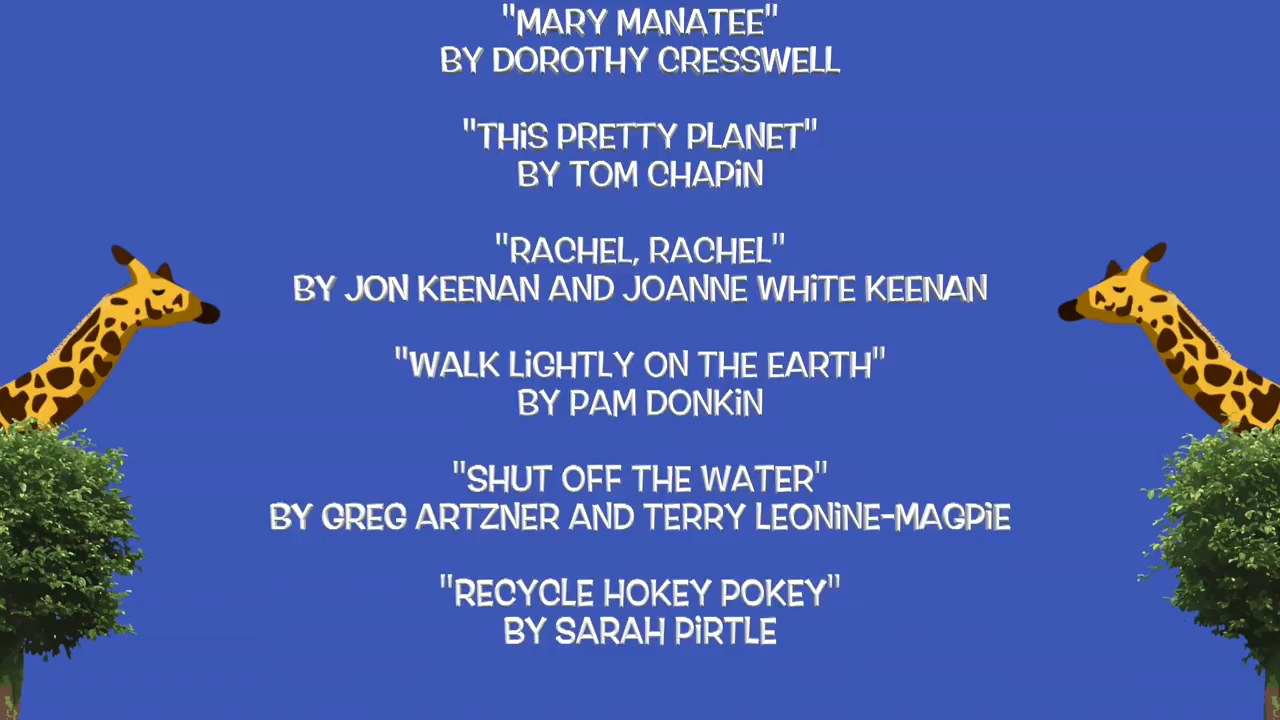 "MARY MANATEE"
BY DOROTHY CRESSWELL
"THiS PRETTY PLANET"
BY TOM CHAPiN
"RACHEL, RACHEL"
BY JON KEENAN AND JOANNE WHiTE KEENAN
"WALK LiGHTLY ON THE EARTH"
BY PAM DONKiN
"SHUT OFF THE WATER"
BY GREG ARTZNER AND TERRY LEONiNE-MAGPiE
"RECYCLE HOKEY POKEY"
BY SARAH PiRTLE